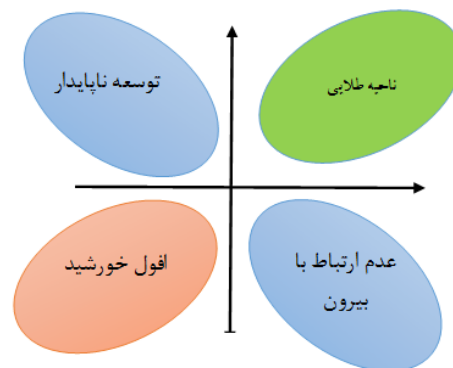 ناحیه طلایی
توسعه ناپایدار
عدم ارتباط با
بیرون
افول خورشید